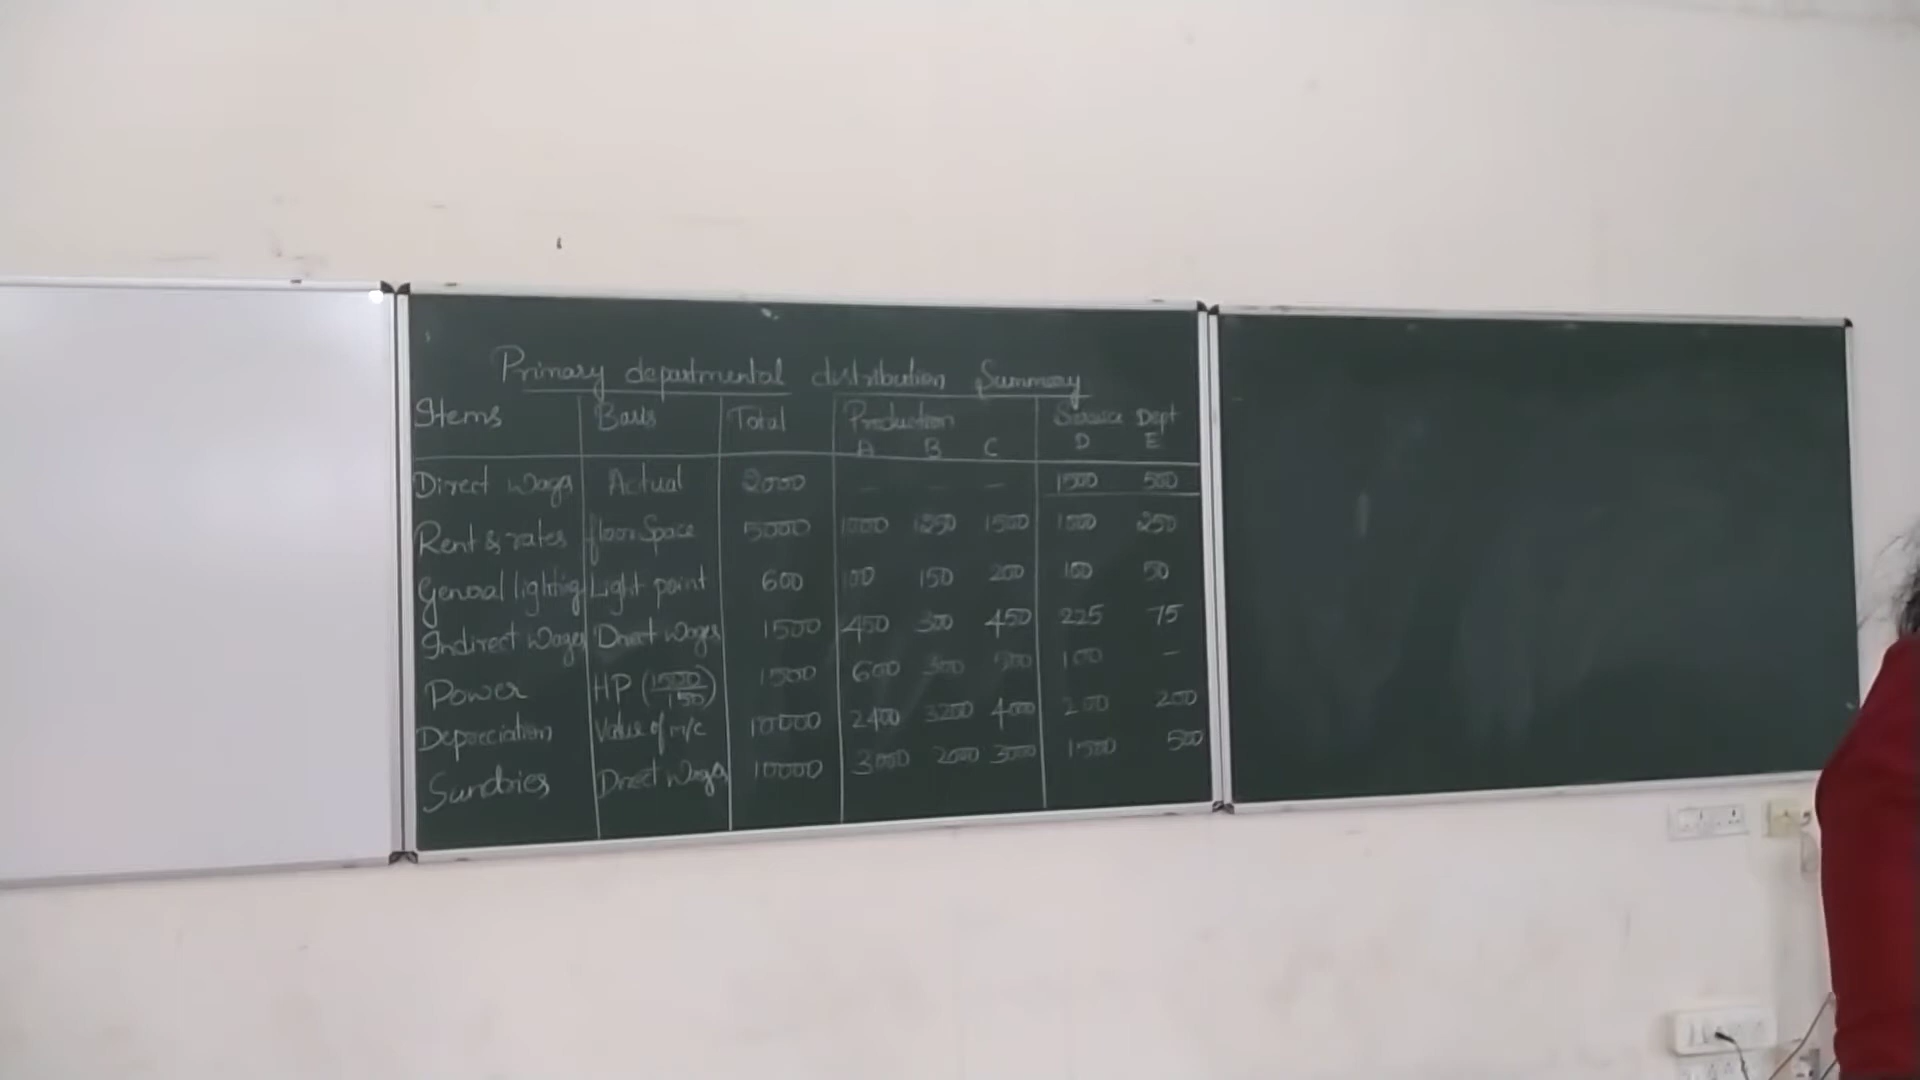 Primary departmental distribution Summary
Items Basis Total Production Service Dept
A B C D E
Direct wages Actual 2000 — — — 1500 500
Rent & rates floor Space 5000 1000 1250 1500 1000 250
General lighting Light point 600 100 150 200 100 50
Indirect Wages Direct Wages 1500 450 300 450 225 75
Power HP (1500/150) 1500 600 300 500 100 —
Depreciation Value of m/c 10000 2400 3200 4000 200 200
Sundries Direct Wages 10000 3000 2000 3000 1500 500